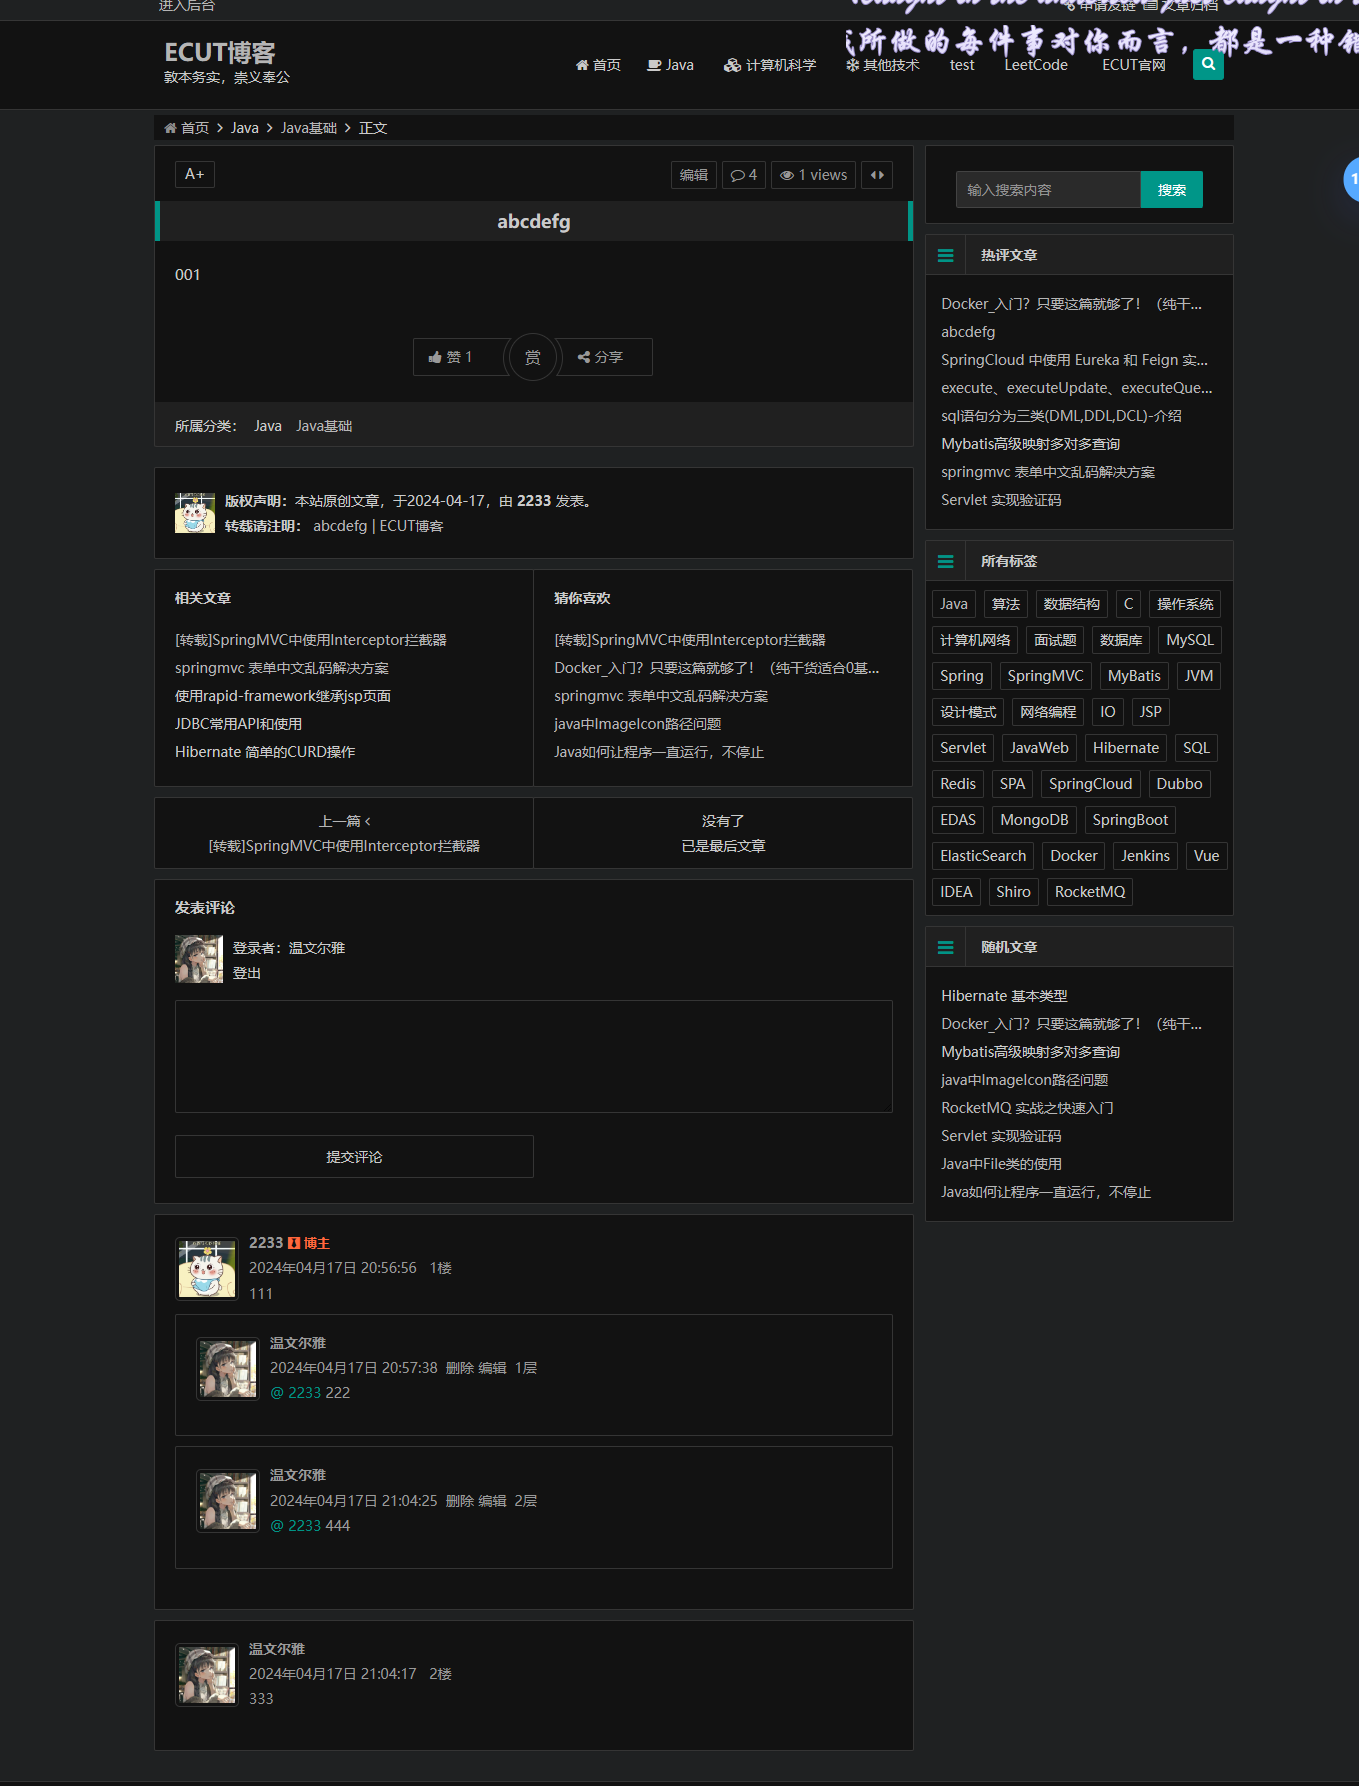 进入后台
申请友链 文章归档
所做的每件事对你而言，都是一种锴
ECUT博客
敦本务实，崇义奉公
首页 Java 计算机科学 其他技术 test LeetCode ECUT官网
首页 > Java > Java基础 > 正文
A+ 编辑 4 1 views
abcdefg
001
赞 1 赏 分享
所属分类： Java Java基础
版权声明：本站原创文章，于2024-04-17，由 2233 发表。
转载请注明： abcdefg | ECUT博客
相关文章
[转载]SpringMVC中使用Interceptor拦截器
springmvc 表单中文乱码解决方案
使用rapid-framework继承jsp页面
JDBC常用API和使用
Hibernate 简单的CURD操作
猜你喜欢
[转载]SpringMVC中使用Interceptor拦截器
Docker_入门？只要这篇就够了！（纯干货适合0基...
springmvc 表单中文乱码解决方案
java中ImageIcon路径问题
Java如何让程序一直运行，不停止
上一篇 <
[转载]SpringMVC中使用Interceptor拦截器
没有了
已是最后文章
发表评论
登录者：温文尔雅
登出
提交评论
2233 博主
2024年04月17日 20:56:56 1楼
111
温文尔雅
2024年04月17日 20:57:38 删除 编辑 1层
@ 2233 222
温文尔雅
2024年04月17日 21:04:25 删除 编辑 2层
@ 2233 444
温文尔雅
2024年04月17日 21:04:17 2楼
333
输入搜索内容 搜索
1
热评文章
Docker_入门？只要这篇就够了！（纯干...
abcdefg
SpringCloud 中使用 Eureka 和 Feign 实...
execute、executeUpdate、executeQue...
sql语句分为三类(DML,DDL,DCL)-介绍
Mybatis高级映射多对多查询
springmvc 表单中文乱码解决方案
Servlet 实现验证码
所有标签
Java 算法 数据结构 C 操作系统
计算机网络 面试题 数据库 MySQL
Spring SpringMVC MyBatis JVM
设计模式 网络编程 IO JSP
Servlet JavaWeb Hibernate SQL
Redis SPA SpringCloud Dubbo
EDAS MongoDB SpringBoot
ElasticSearch Docker Jenkins Vue
IDEA Shiro RocketMQ
随机文章
Hibernate 基本类型
Docker_入门？只要这篇就够了！（纯干...
Mybatis高级映射多对多查询
java中ImageIcon路径问题
RocketMQ 实战之快速入门
Servlet 实现验证码
Java中File类的使用
Java如何让程序一直运行，不停止